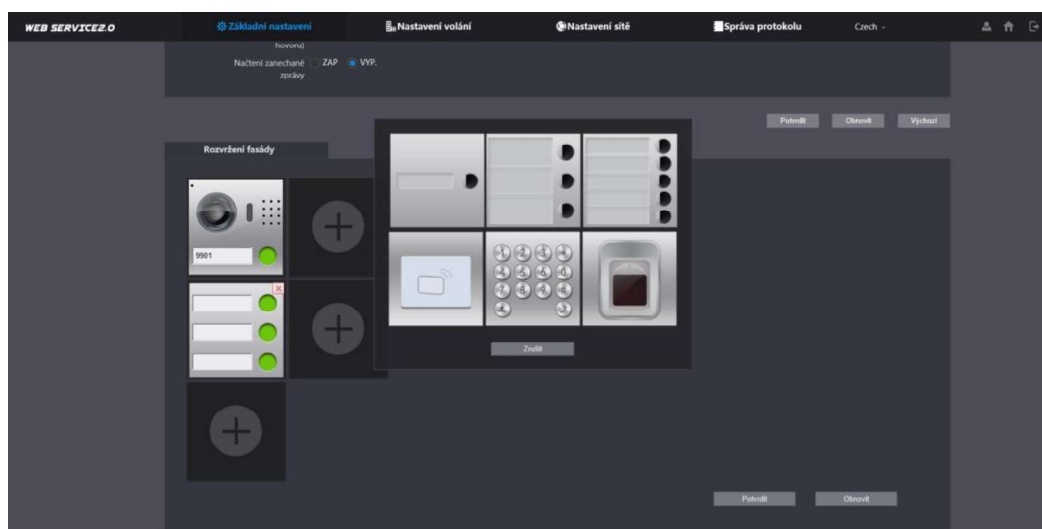 WEB SERVICE2.0
Základní nastavení
Nastavení volání
Nastavení sítě
Správa protokolu
Czech
hovoru)
Načtení zanechané zprávy
ZAP
VYP.
Potvrdit
Obnovit
Výchozí
Rozvržení fasády
9901
Zrušit
Potvrdit
Obnovit